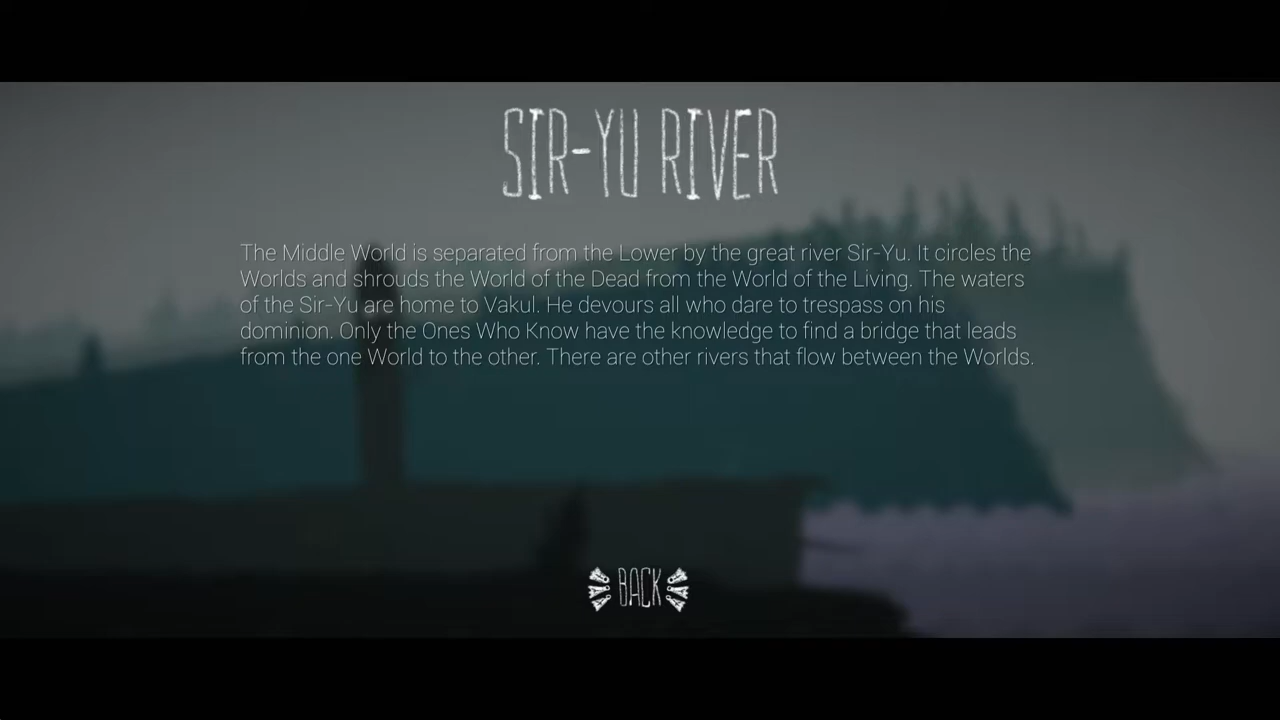 SIR-YU RIVER
The Middle World is separated from the Lower by the great river Sir-Yu. It circles the
Worlds and shrouds the World of the Dead from the World of the Living. The waters
of the Sir-Yu are home to Vakul. He devours all who dare to trespass on his
dominion. Only the Ones Who Know have the knowledge to find a bridge that leads
from the one World to the other. There are other rivers that flow between the Worlds.
BACK